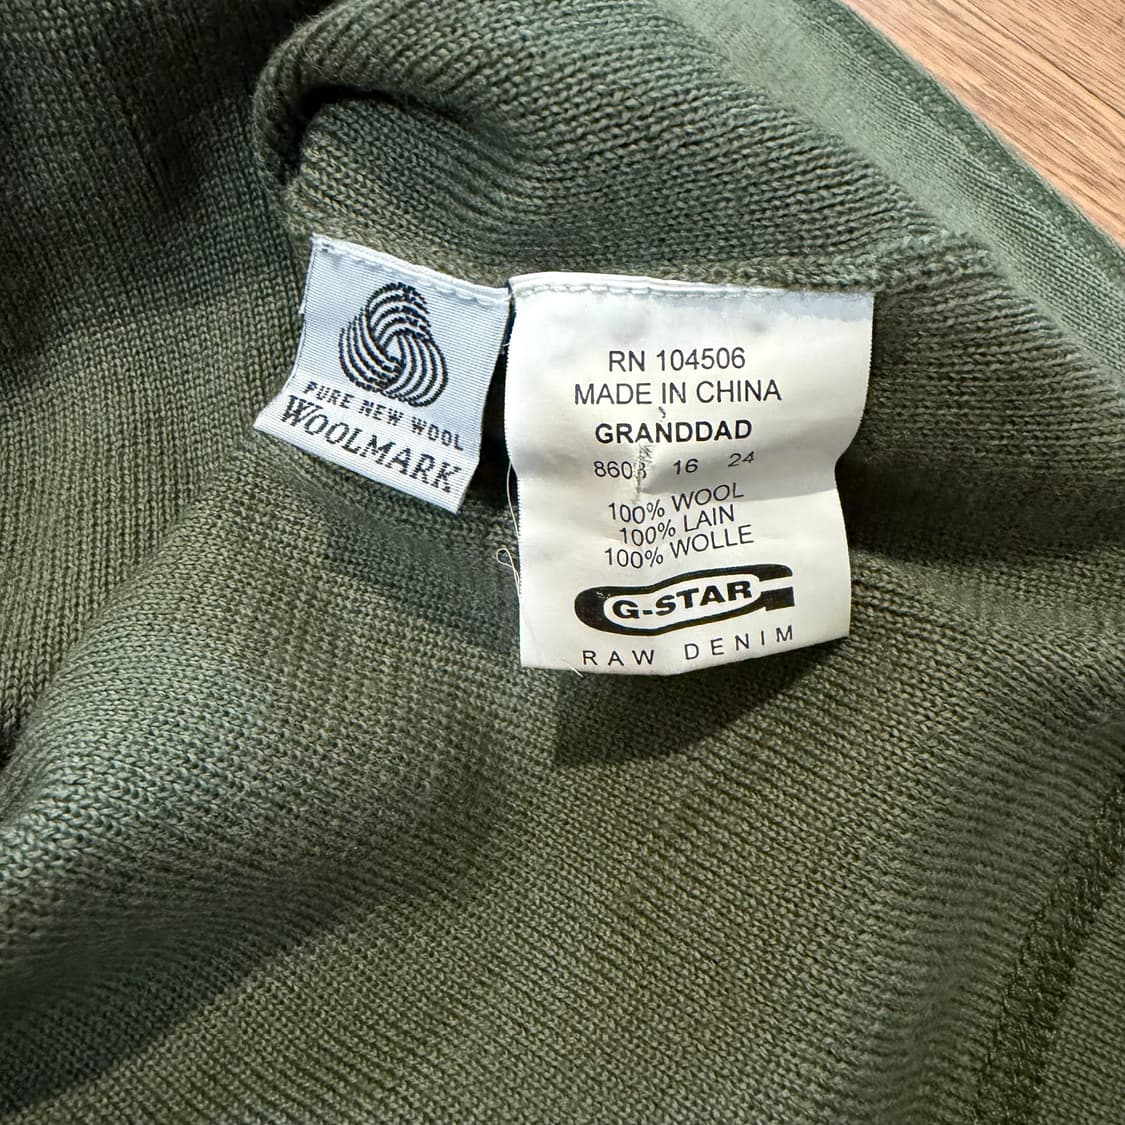 PURE NEW WOOL
WOOLMARK
RN 104506
MADE IN CHINA
GRANDDAD
16 24
100% WOOL
100% LAIN
100% WOLLE
G-STAR
RAW DENIM